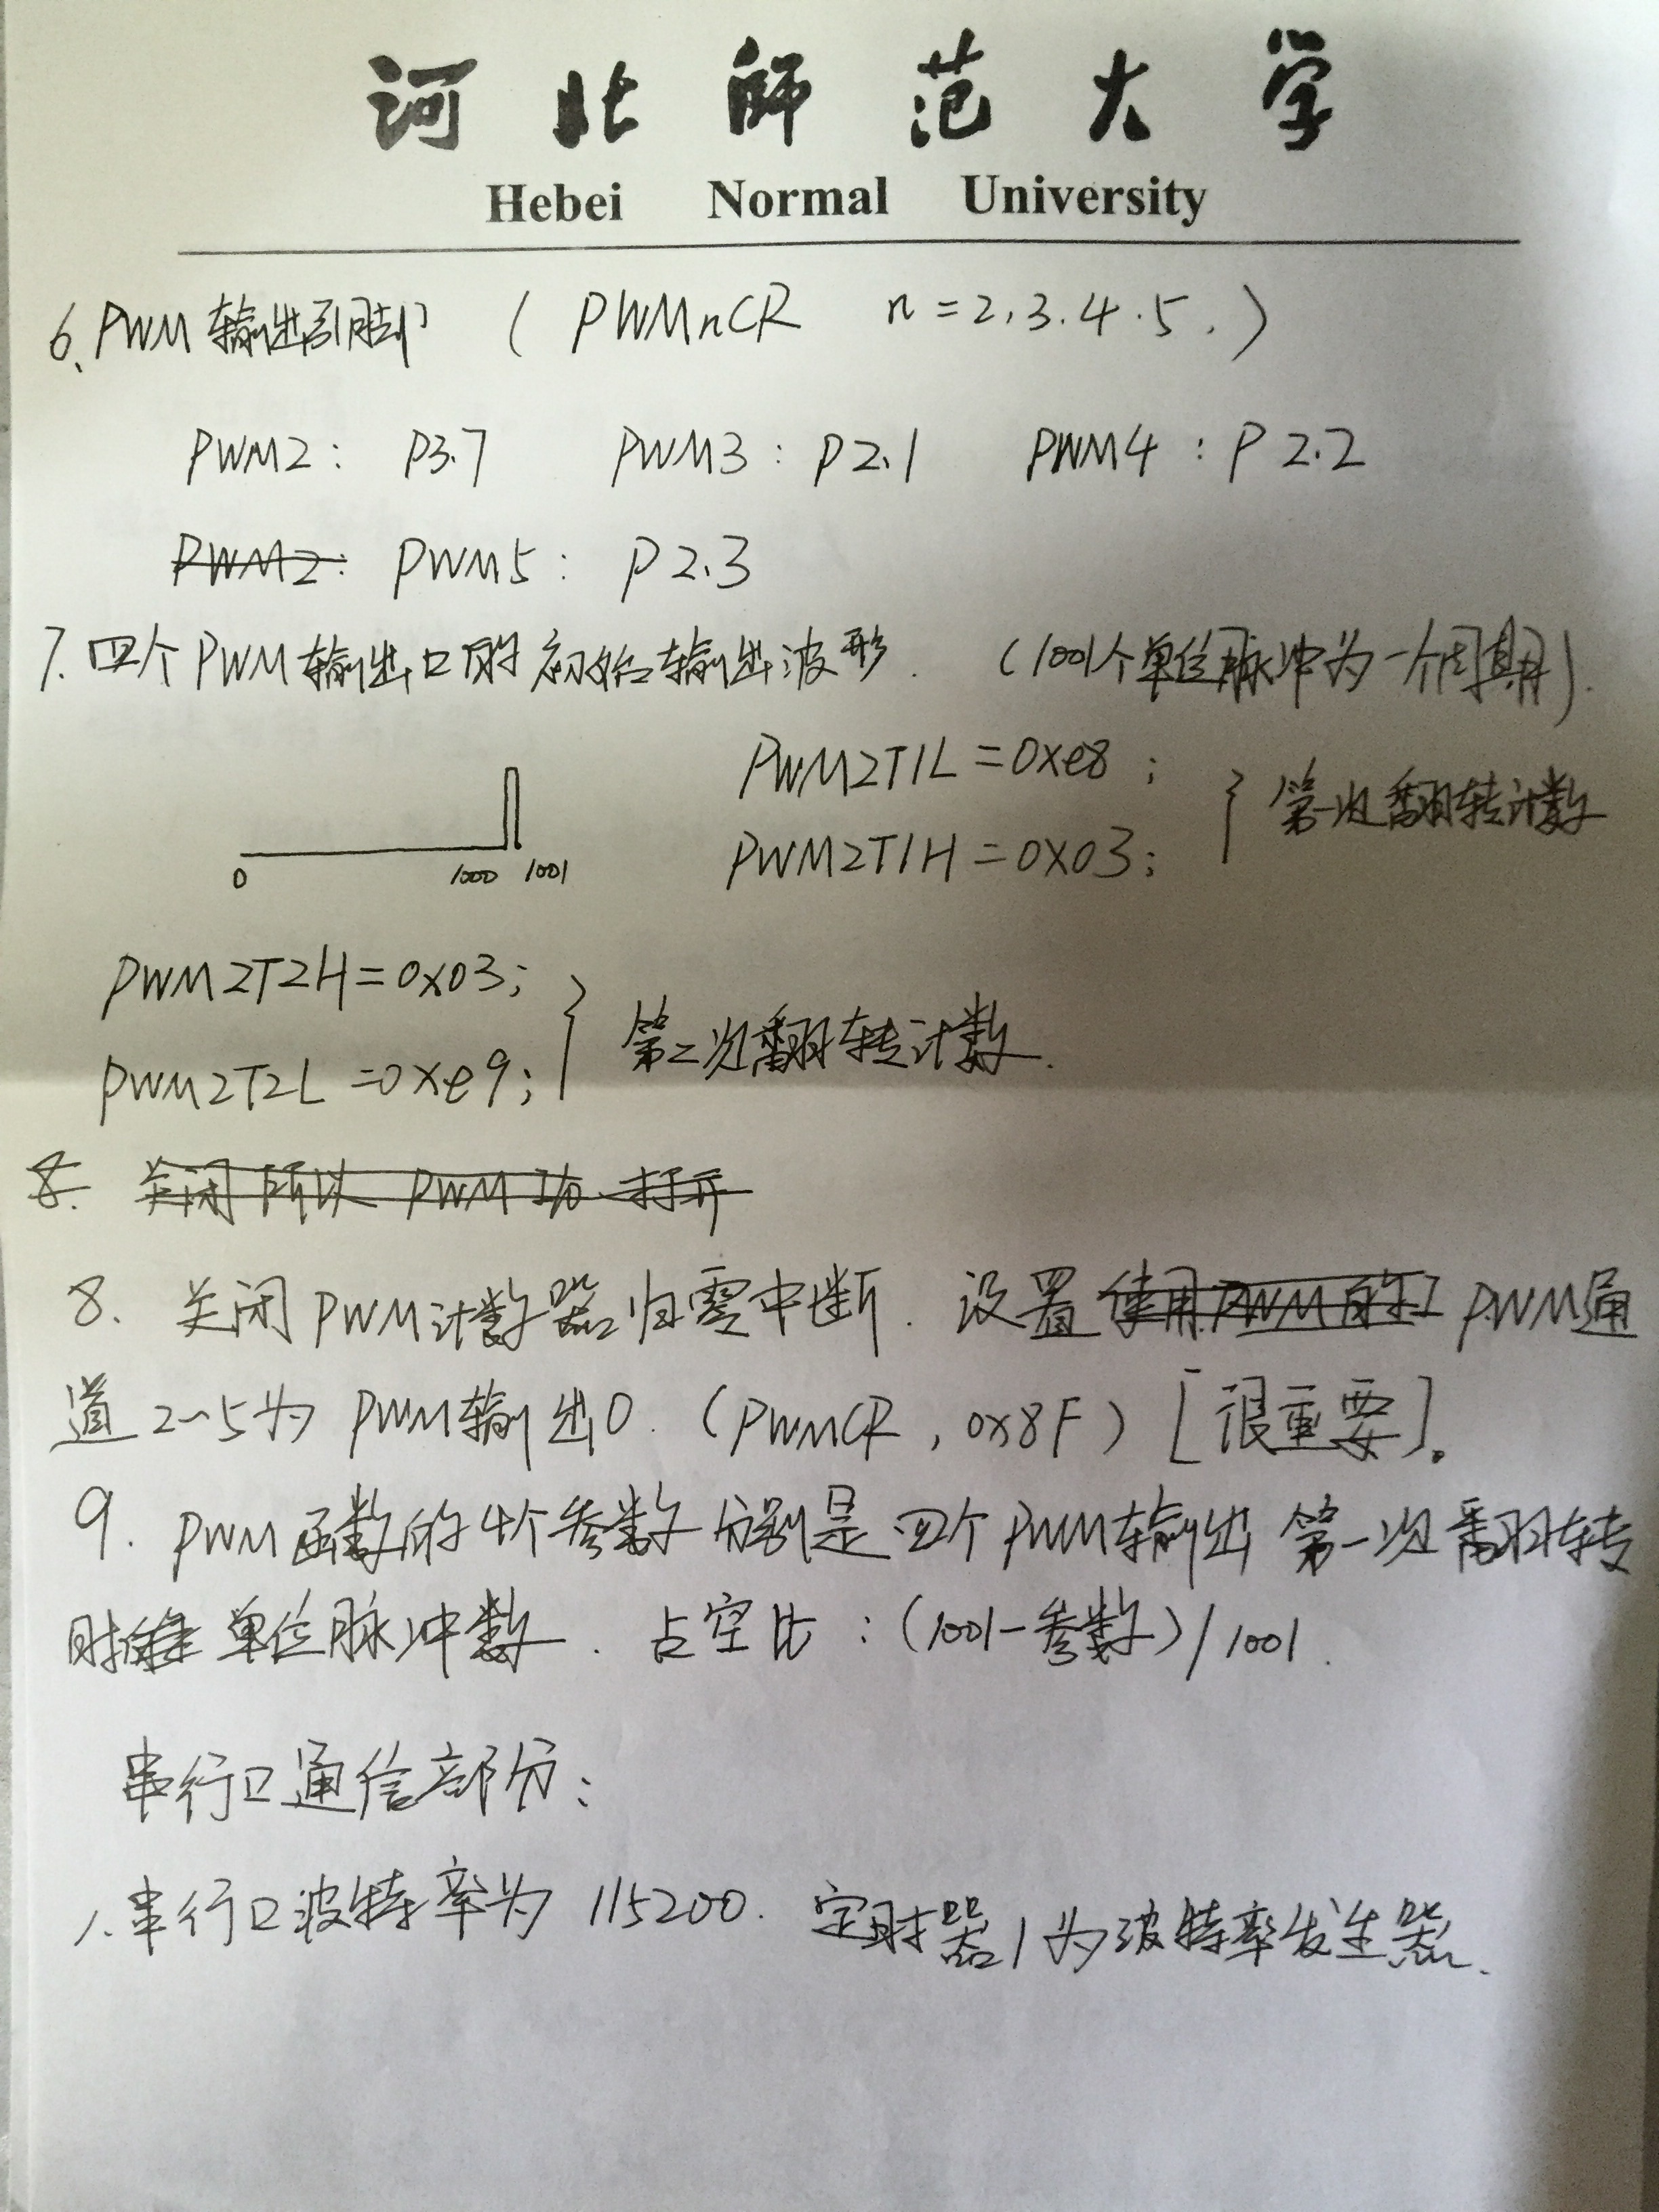 河北师范大学
Hebei Normal University
6、PWM输出引脚 ( PWMnCR n=2.3.4.5. )
PWM2: P3.7 PWM3: P2.1 PWM4: P2.2
PWM2: PWM5: P2.3
7. 四个PWM输出口的初始输出波形. (1001个单位脉冲为一个周期).
PWM2T1L=0xe8;
PWM2T1H=0X03;
} 第一次翻转计数
0 1000 1001
PWM2T2H=0x03;
PWM2T2L=0xe9;
} 第二次翻转计数.
8. 关闭所以PWM I/o 打开
8. 关闭PWM计数器归零中断. 设置使用PWM的I PWM通
道2~5为PWM输出0. (PWMCR, 0x8F) [很重要]。
9. PWM函数的4个参数分别是四个PWM输出第一次翻转
时 单位脉冲数. 占空比: (1001-参数)/1001.
串行口通信部分:
1.串行口波特率为115200. 定时器1为波特率发生器.